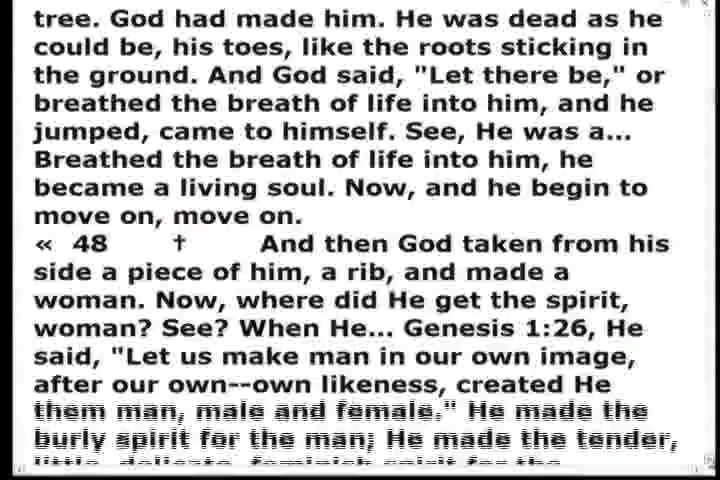 tree. God had made him. He was dead as he
could be, his toes, like the roots sticking in
the ground. And God said, "Let there be," or
breathed the breath of life into him, and he
jumped, came to himself. See, He was a...
Breathed the breath of life into him, he
became a living soul. Now, and he begin to
move on, move on.
« 48 † And then God taken from his
side a piece of him, a rib, and made a
woman. Now, where did He get the spirit,
woman? See? When He... Genesis 1:26, He
said, "Let us make man in our own image,
after our own--own likeness, created He
them man, male and female." He made the
burly spirit for the man; He made the tender,
little, delicate, feminish spirit for the